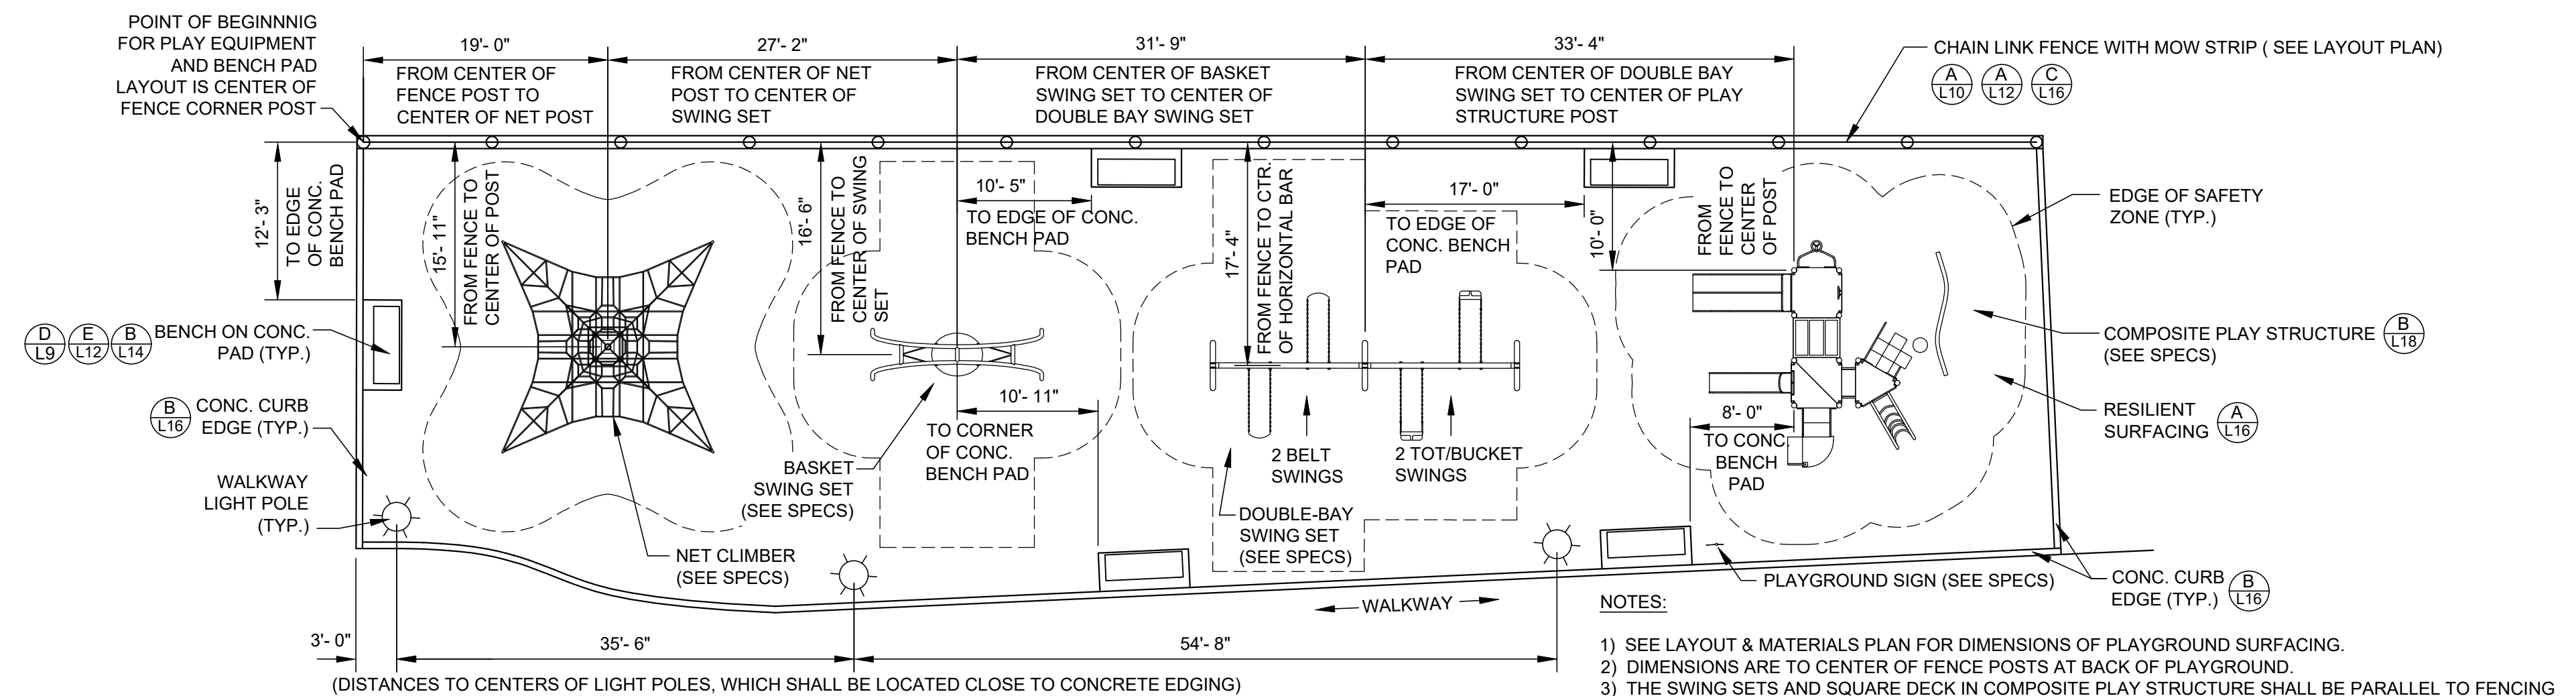 POINT OF BEGINNNIG
FOR PLAY EQUIPMENT
AND BENCH PAD
LAYOUT IS CENTER OF
FENCE CORNER POST
19'- 0"
FROM CENTER OF
FENCE POST TO
CENTER OF NET POST
27'- 2"
FROM CENTER OF NET
POST TO CENTER OF
SWING SET
31'- 9"
FROM CENTER OF BASKET
SWING SET TO CENTER OF
DOUBLE BAY SWING SET
33'- 4"
FROM CENTER OF DOUBLE BAY
SWING SET TO CENTER OF PLAY
STRUCTURE POST
CHAIN LINK FENCE WITH MOW STRIP ( SEE LAYOUT PLAN)
A
L10
A
L12
C
L16
12'- 3"
TO EDGE
OF CONC.
BENCH PAD
15'- 11"
FROM FENCE TO
CENTER OF POST
16'- 6"
FROM FENCE TO
CENTER OF SWING
SET
10'- 5"
TO EDGE OF CONC.
BENCH PAD
17'- 4"
FROM FENCE TO CTR.
OF HORIZONTAL BAR
17'- 0"
TO EDGE OF
CONC. BENCH
PAD
10'- 0"
FROM
FENCE TO
CENTER
OF POST
EDGE OF SAFETY
ZONE (TYP.)
D
L9
E
L12
B
L14
BENCH ON CONC.
PAD (TYP.)
COMPOSITE PLAY STRUCTURE
(SEE SPECS)
B
L18
B
L16
CONC. CURB
EDGE (TYP.)
10'- 11"
TO CORNER
OF CONC.
BENCH PAD
8'- 0"
TO CONC.
BENCH
PAD
RESILIENT
SURFACING
A
L16
2 BELT
SWINGS
2 TOT/BUCKET
SWINGS
BASKET
SWING SET
(SEE SPECS)
WALKWAY
LIGHT POLE
(TYP.)
DOUBLE-BAY
SWING SET
(SEE SPECS)
NET CLIMBER
(SEE SPECS)
PLAYGROUND SIGN (SEE SPECS)
CONC. CURB
EDGE (TYP.)
B
L16
WALKWAY
3'- 0"
35'- 6"
54'- 8"
(DISTANCES TO CENTERS OF LIGHT POLES, WHICH SHALL BE LOCATED CLOSE TO CONCRETE EDGING)
NOTES:
1) SEE LAYOUT & MATERIALS PLAN FOR DIMENSIONS OF PLAYGROUND SURFACING.
2) DIMENSIONS ARE TO CENTER OF FENCE POSTS AT BACK OF PLAYGROUND.
3) THE SWING SETS AND SQUARE DECK IN COMPOSITE PLAY STRUCTURE SHALL BE PARALLEL TO FENCING